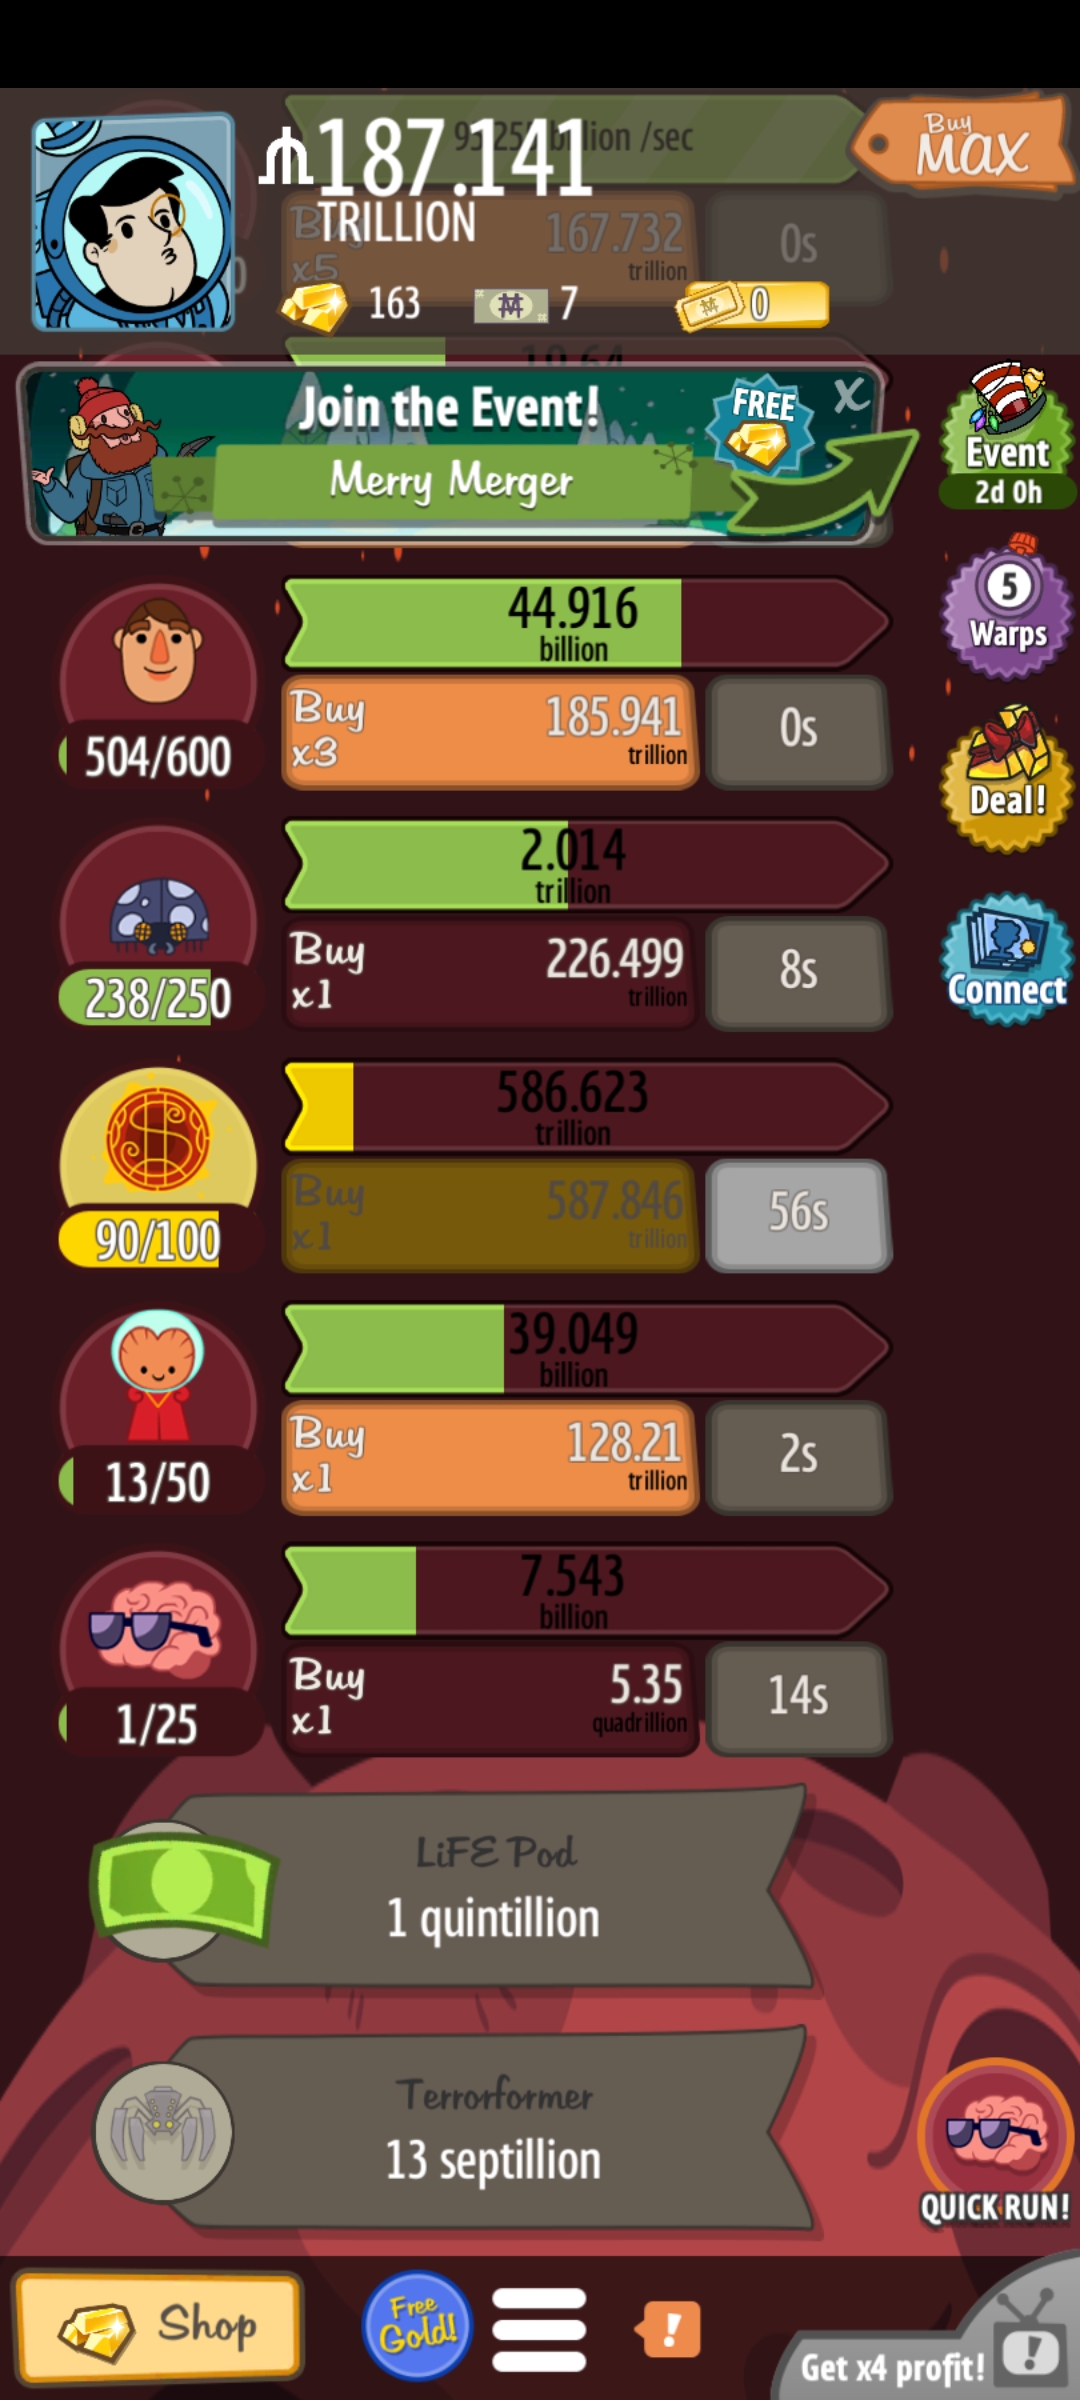 187.141
TRILLION
Buy
MAX
/sec
x5
167.732
trillion
0s
163
7
0
Join the Event!
FREE
X
Merry Merger
Event
2d 0h
44.916
billion
Buy
x3
185.941
trillion
0s
504/600
5
Warps
2.014
trillion
Buy
x1
226.499
trillion
8s
238/250
Deal!
Connect
586.623
trillion
Buy
x1
587.846
trillion
56s
90/100
39.049
billion
Buy
x1
128.21
trillion
2s
13/50
7.543
billion
Buy
x1
5.35
quadrillion
14s
1/25
LiFE Pod
1 quintillion
Terrorformer
13 septillion
QUICK RUN!
Shop
Free
Gold!
!
Get x4 profit!
!